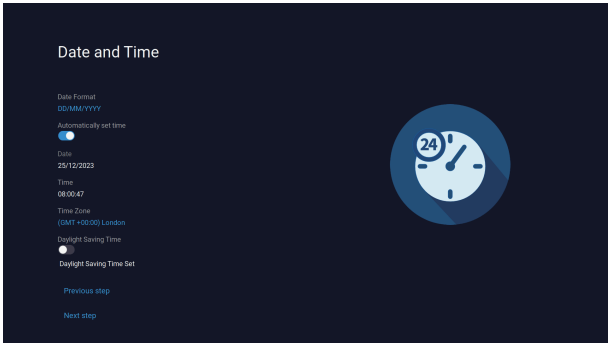 Date and Time
Date Format
DD/MM/YYYY
Automatically set time
Date
25/12/2023
Time
08:00:47
Time Zone
(GMT +00:00) London
Daylight Saving Time
Daylight Saving Time Set
Previous step
Next step
24